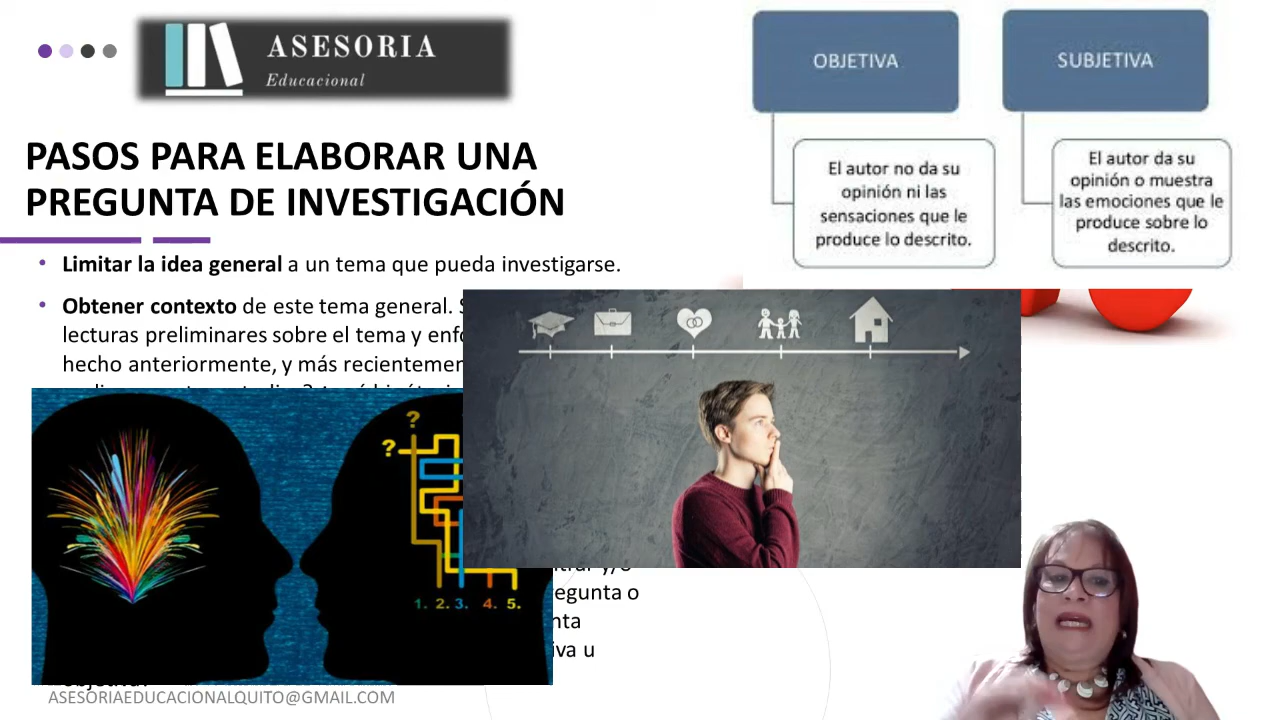 ASESORIA
Educacional
PASOS PARA ELABORAR UNA
PREGUNTA DE INVESTIGACIÓN
• Limitar la idea general a un tema que pueda investigarse.
• Obtener contexto de este tema general.
lecturas preliminares sobre el tema y
hecho anteriormente, y más
egunta o
nta
iva u
ASESORIAEDUCACIONALQUITO@GMAIL.COM
OBJETIVA
El autor no da su
opinión ni las
sensaciones que le
produce lo descrito.
SUBJETIVA
El autor da su
opinión o muestra
las emociones que le
produce sobre lo
descrito.
?
?
1. 2. 3. 4. 5.